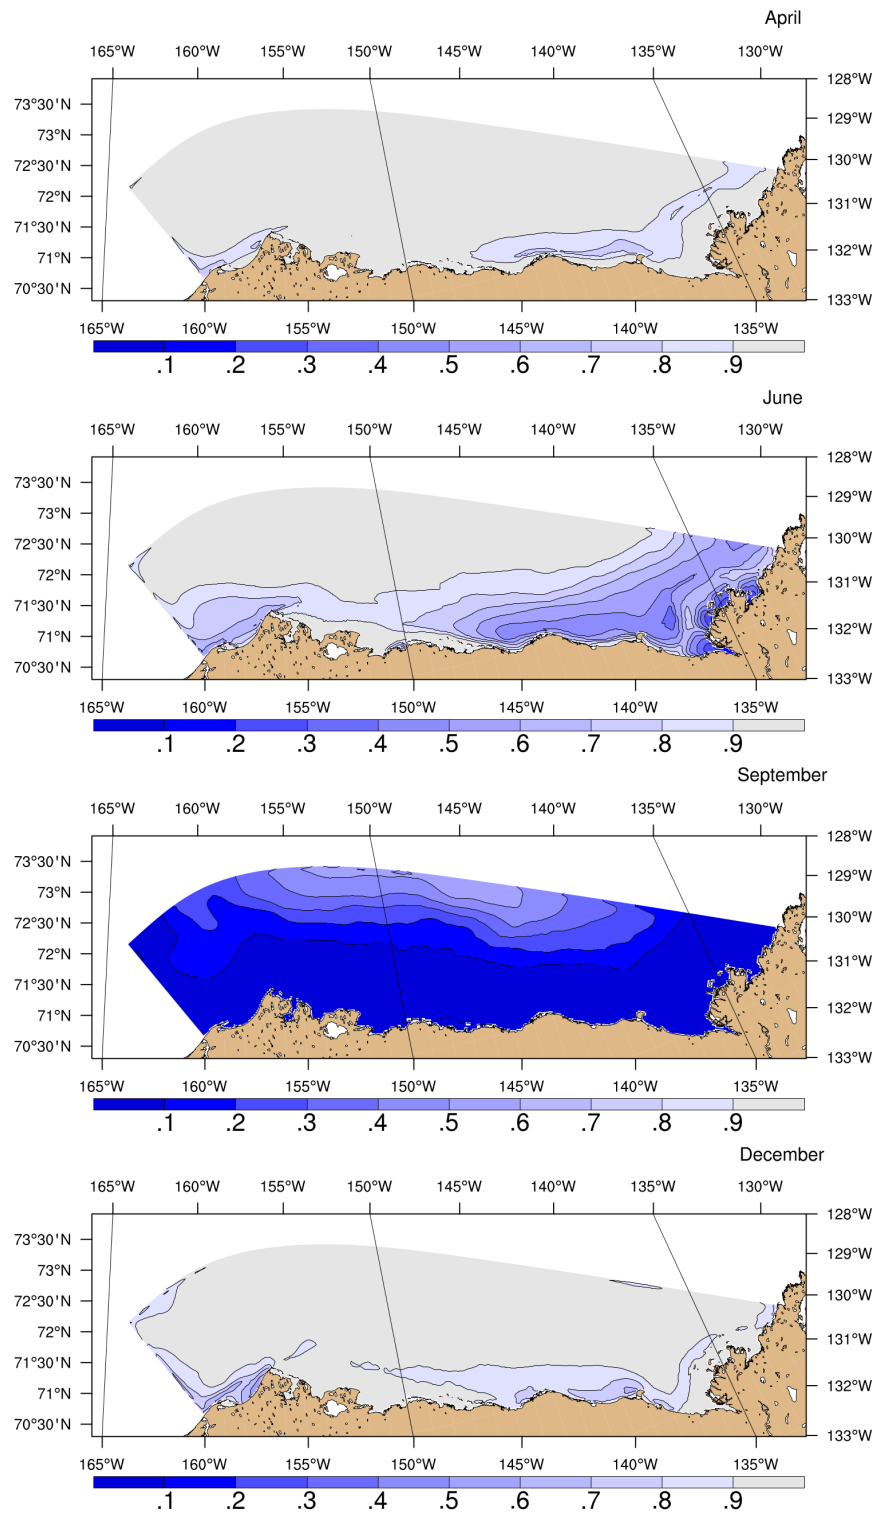 April
165°W 160°W 155°W 150°W 145°W 140°W 135°W 130°W
128°W
73°30'N
129°W
73°N
72°30'N
130°W
72°N
131°W
71°30'N
132°W
71°N
70°30'N
133°W
165°W 160°W 155°W 150°W 145°W 140°W 135°W
.1 .2 .3 .4 .5 .6 .7 .8 .9
June
165°W 160°W 155°W 150°W 145°W 140°W 135°W 130°W
128°W
73°30'N
129°W
73°N
72°30'N
130°W
72°N
131°W
71°30'N
132°W
71°N
70°30'N
133°W
165°W 160°W 155°W 150°W 145°W 140°W 135°W
.1 .2 .3 .4 .5 .6 .7 .8 .9
September
165°W 160°W 155°W 150°W 145°W 140°W 135°W 130°W
128°W
73°30'N
129°W
73°N
72°30'N
130°W
72°N
131°W
71°30'N
132°W
71°N
70°30'N
133°W
165°W 160°W 155°W 150°W 145°W 140°W 135°W
.1 .2 .3 .4 .5 .6 .7 .8 .9
December
165°W 160°W 155°W 150°W 145°W 140°W 135°W 130°W
128°W
73°30'N
129°W
73°N
72°30'N
130°W
72°N
131°W
71°30'N
132°W
71°N
70°30'N
133°W
165°W 160°W 155°W 150°W 145°W 140°W 135°W
.1 .2 .3 .4 .5 .6 .7 .8 .9